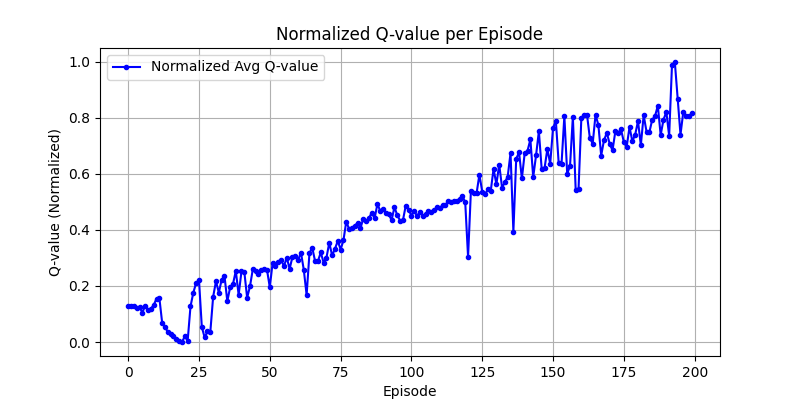 Normalized Q-value per Episode
Normalized Avg Q-value
Q-value (Normalized)
1.0
0.8
0.6
0.4
0.2
0.0
0 25 50 75 100 125 150 175 200
Episode